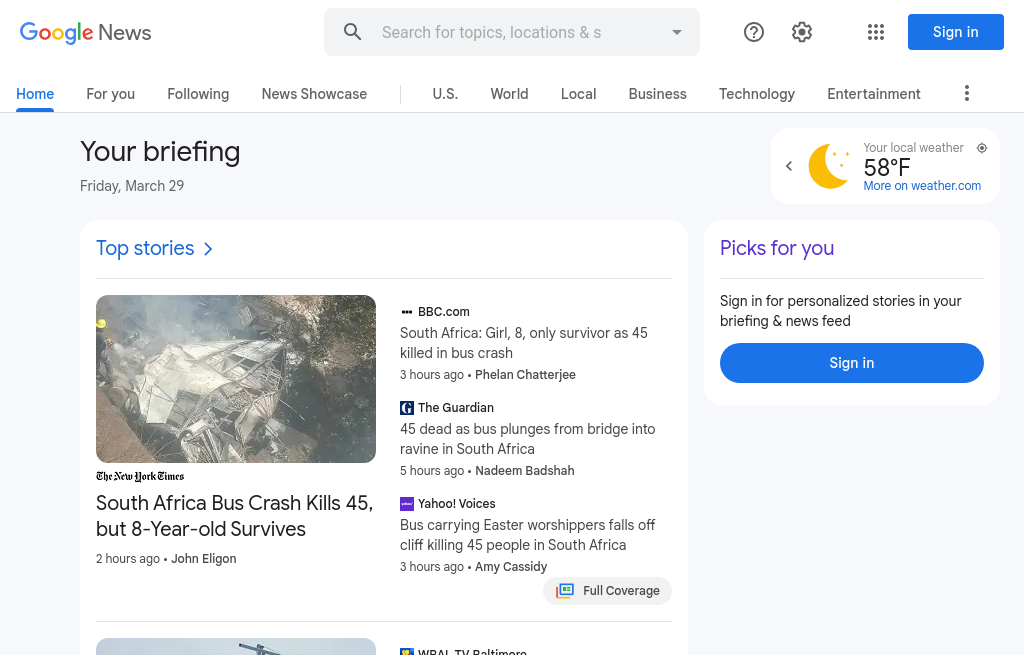 Google News
Search for topics, locations & s
Sign in
Home
For you
Following
News Showcase
U.S.
World
Local
Business
Technology
Entertainment
Your briefing
Friday, March 29
Your local weather
58°F
More on weather.com
Top stories
The New York Times
South Africa Bus Crash Kills 45,
but 8-Year-old Survives
2 hours ago • John Eligon
BBC.com
South Africa: Girl, 8, only survivor as 45
killed in bus crash
3 hours ago • Phelan Chatterjee
The Guardian
45 dead as bus plunges from bridge into
ravine in South Africa
5 hours ago • Nadeem Badshah
Yahoo! Voices
Bus carrying Easter worshippers falls off
cliff killing 45 people in South Africa
3 hours ago • Amy Cassidy
Full Coverage
WBAL TV Baltimore
Picks for you
Sign in for personalized stories in your
briefing & news feed
Sign in